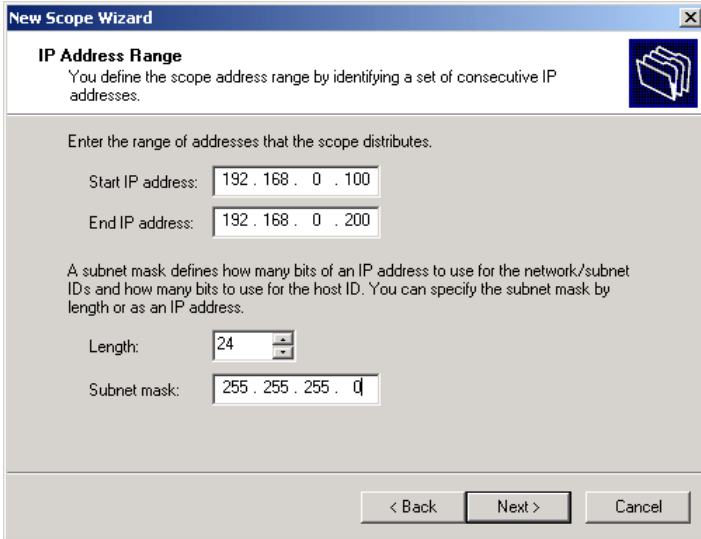 New Scope Wizard
IP Address Range
You define the scope address range by identifying a set of consecutive IP
addresses.
Enter the range of addresses that the scope distributes.
Start IP address: 192 . 168 . 0 . 100
End IP address: 192 . 168 . 0 . 200
A subnet mask defines how many bits of an IP address to use for the network/subnet
IDs and how many bits to use for the host ID. You can specify the subnet mask by
length or as an IP address.
Length: 24
Subnet mask: 255 . 255 . 255 . 0
< Back Next > Cancel